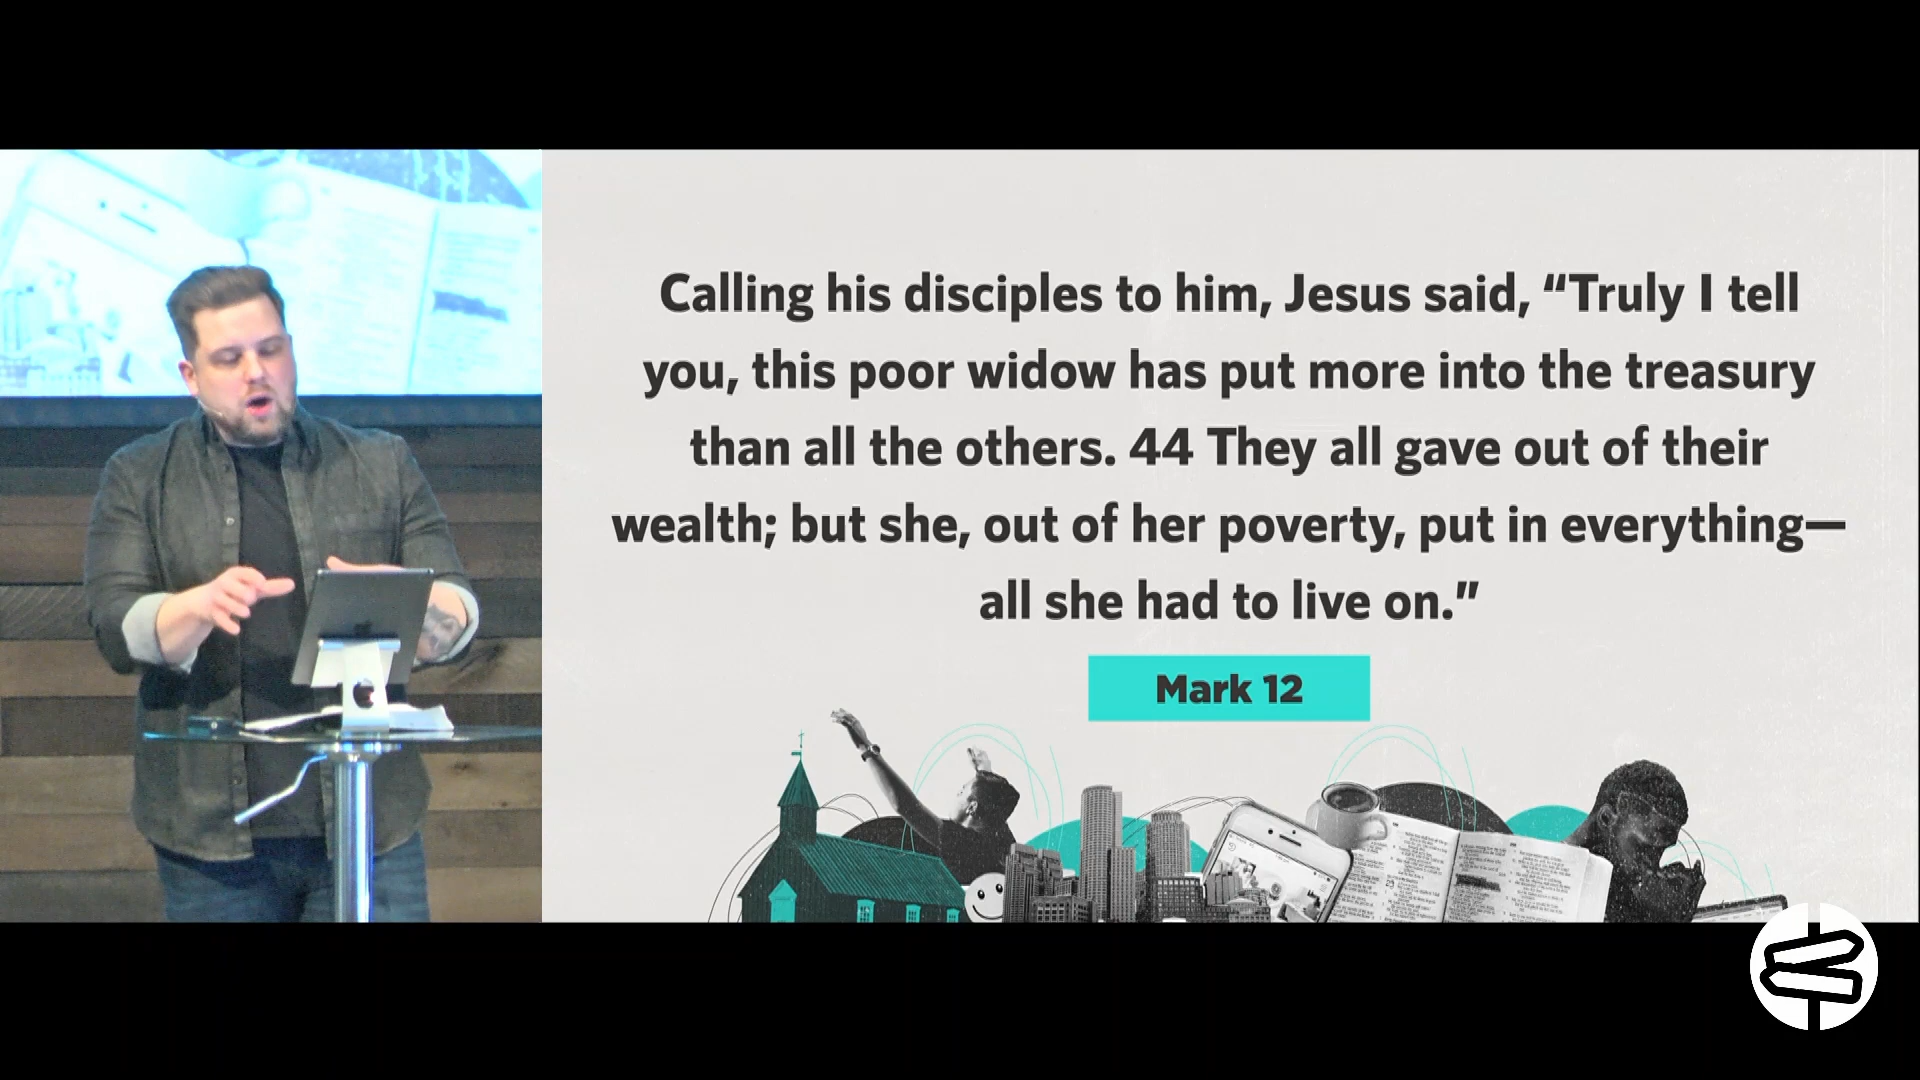 Calling his disciples to him, Jesus said, “Truly I tell
you, this poor widow has put more into the treasury
than all the others. 44 They all gave out of their
wealth; but she, out of her poverty, put in everything—
all she had to live on.”
Mark 12